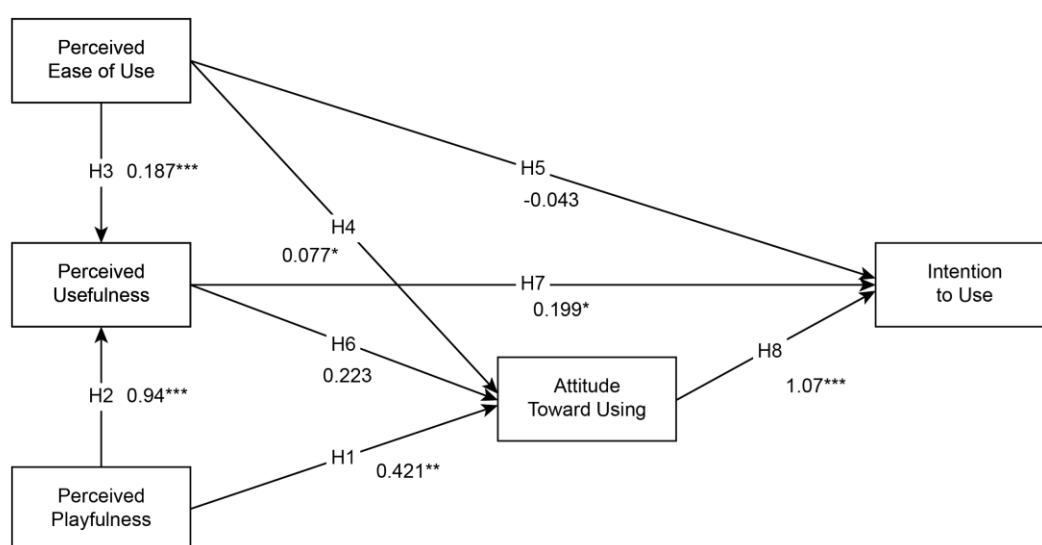 Perceived
Ease of Use
H3 0.187***
H5
-0.043
H4
0.077*
Perceived
Usefulness
H7
0.199*
Intention
to Use
H6
0.223
H8
1.07***
Attitude
Toward Using
H2 0.94***
H1
0.421**
Perceived
Playfulness